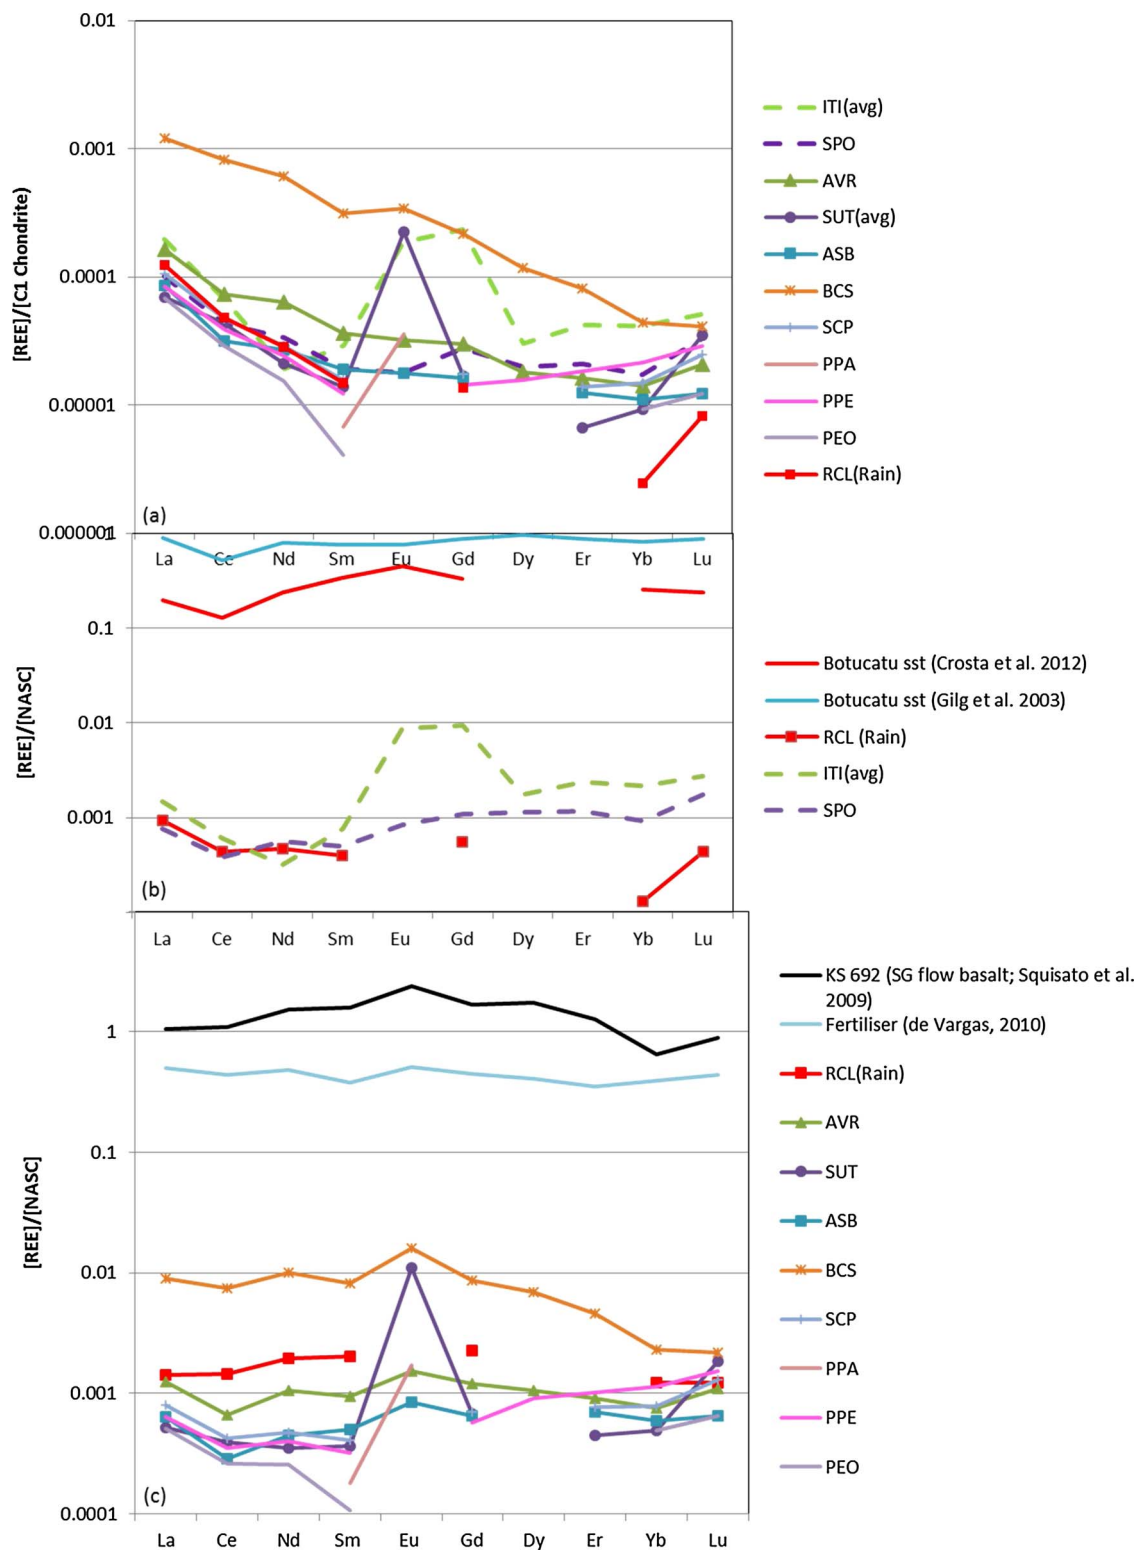 0.01
0.001
0.0001
0.00001
0.000001
[REE]/[C1 Chondrite)
(a)
ITI(avg)
SPO
AVR
SUT(avg)
ASB
BCS
SCP
PPA
PPE
PEO
RCL(Rain)
1
La Ce Nd Sm Eu Gd Dy Er Yb Lu
0.1
0.01
0.001
[REE]/[NASC]
(b)
Botucatu sst (Crosta et al. 2012)
Botucatu sst (Gilg et al. 2003)
RCL (Rain)
ITI(avg)
SPO
La Ce Nd Sm Eu Gd Dy Er Yb Lu
1
0.1
0.01
0.001
0.0001
[REE]/[NASC]
(c)
KS 692 (SG flow basalt; Squisato et al.
2009)
Fertiliser (de Vargas, 2010)
RCL(Rain)
AVR
SUT
ASB
BCS
SCP
PPA
PPE
PEO
La Ce Nd Sm Eu Gd Dy Er Yb Lu